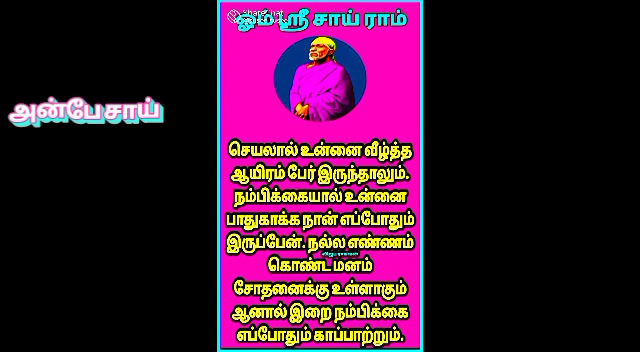 ஓம் ஸ்ரீ சாய் ராம்
அன்பே சாய்
செயலால் உன்னை வீழ்த்த
ஆயிரம் பேர் இருந்தாலும்.
நம்பிக்கையால் உன்னை
பாதுகாக்க நான் எப்போதும்
இருப்பேன். நல்ல எண்ணம்
கொண்ட மனம்
சோதனைக்கு உள்ளாகும்
ஆனால் இறை நம்பிக்கை
எப்போதும் காப்பாற்றும்.